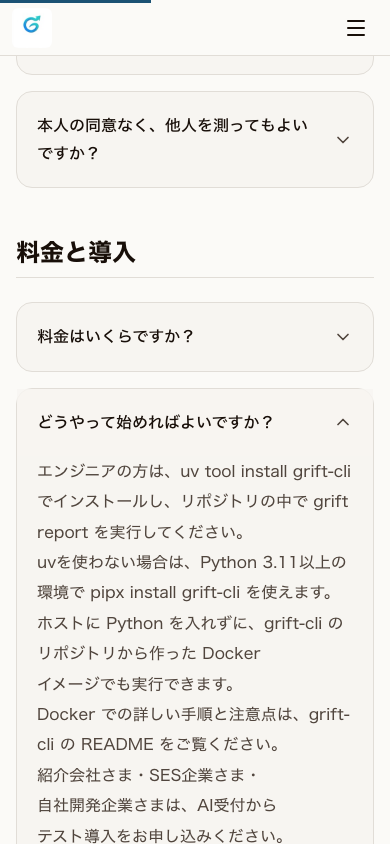 本人の同意なく、他人を測ってもよい
ですか？
料金と導入
料金はいくらですか？
どうやって始めればよいですか？
エンジニアの方は、uv tool install grift-cli
でインストールし、リポジトリの中で grift
report を実行してください。
uvを使わない場合は、Python 3.11以上の
環境で pipx install grift-cli を使えます。
ホストに Python を入れずに、grift-cli の
リポジトリから作った Docker
イメージでも実行できます。
Docker での詳しい手順と注意点は、grift-
cli の README をご覧ください。
紹介会社さま・SES企業さま・
自社開発企業さまは、AI受付から
テスト導入をお申し込みください。